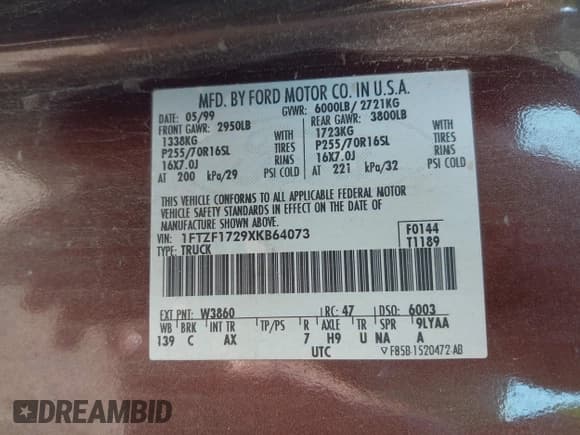 MFD. BY FORD MOTOR CO. IN U.S.A.
DATE: 05/99 GVWR: 6000LB/ 2721KG
FRONT GAWR: 2950LB REAR GAWR: 3800LB
1338KG WITH 1723KG WITH
P255/70R16SL TIRES P255/70R16SL TIRES
16X7.0J RIMS 16X7.0J RIMS
AT 200 kPa/29 PSI COLD AT 221 kPa/32 PSI COLD
THIS VEHICLE CONFORMS TO ALL APPLICABLE FEDERAL MOTOR
VEHICLE SAFETY STANDARDS IN EFFECT ON THE DATE OF
MANUFACTURE SHOWN ABOVE.
VIN: 1FTZF1729XKB64073 F0144
TYPE: TRUCK T1189
EXT PNT: W3860 RC: 47 DSO: 6003
WB BRK INT TR TP/PS R AXLE TR SPR 9LYAA
139 C AX 7 H9 U NA A
UTC F85B-1520472-AB
DREAMBID